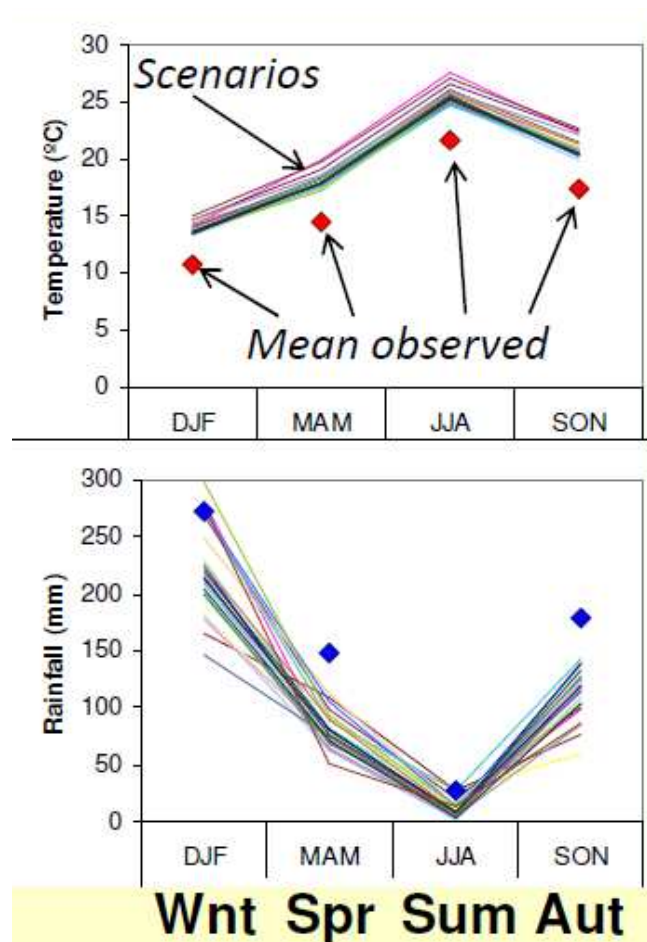 30
25
20
15
10
5
0
Temperature (ºC)
Scenarios
Mean observed
DJF MAM JJA SON
300
250
200
150
100
50
0
Rainfall (mm)
DJF MAM JJA SON
Wnt Spr Sum Aut